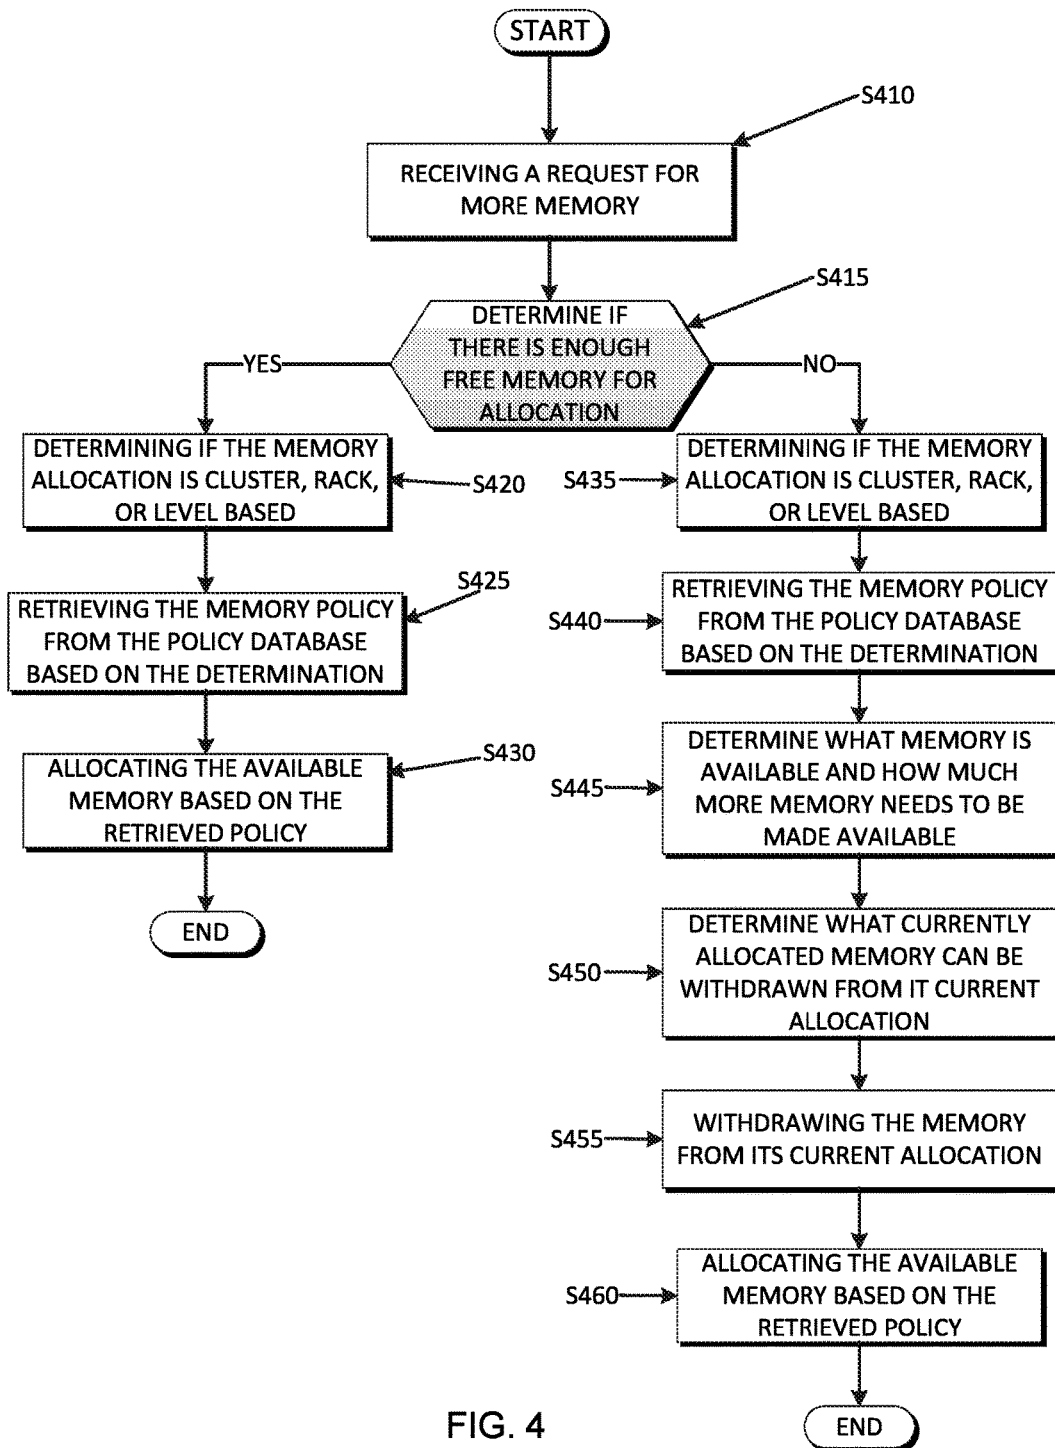 START
S410
RECEIVING A REQUEST FOR
MORE MEMORY
S415
DETERMINE IF
THERE IS ENOUGH
FREE MEMORY FOR
ALLOCATION
YES
NO
DETERMINING IF THE MEMORY
ALLOCATION IS CLUSTER, RACK,
OR LEVEL BASED
S420
RETRIEVING THE MEMORY POLICY
FROM THE POLICY DATABASE
BASED ON THE DETERMINATION
S425
ALLOCATING THE AVAILABLE
MEMORY BASED ON THE
RETRIEVED POLICY
S430
END
S435
DETERMINING IF THE MEMORY
ALLOCATION IS CLUSTER, RACK,
OR LEVEL BASED
S440
RETRIEVING THE MEMORY POLICY
FROM THE POLICY DATABASE
BASED ON THE DETERMINATION
S445
DETERMINE WHAT MEMORY IS
AVAILABLE AND HOW MUCH
MORE MEMORY NEEDS TO BE
MADE AVAILABLE
S450
DETERMINE WHAT CURRENTLY
ALLOCATED MEMORY CAN BE
WITHDRAWN FROM IT CURRENT
ALLOCATION
S455
WITHDRAWING THE MEMORY
FROM ITS CURRENT ALLOCATION
S460
ALLOCATING THE AVAILABLE
MEMORY BASED ON THE
RETRIEVED POLICY
END
FIG. 4